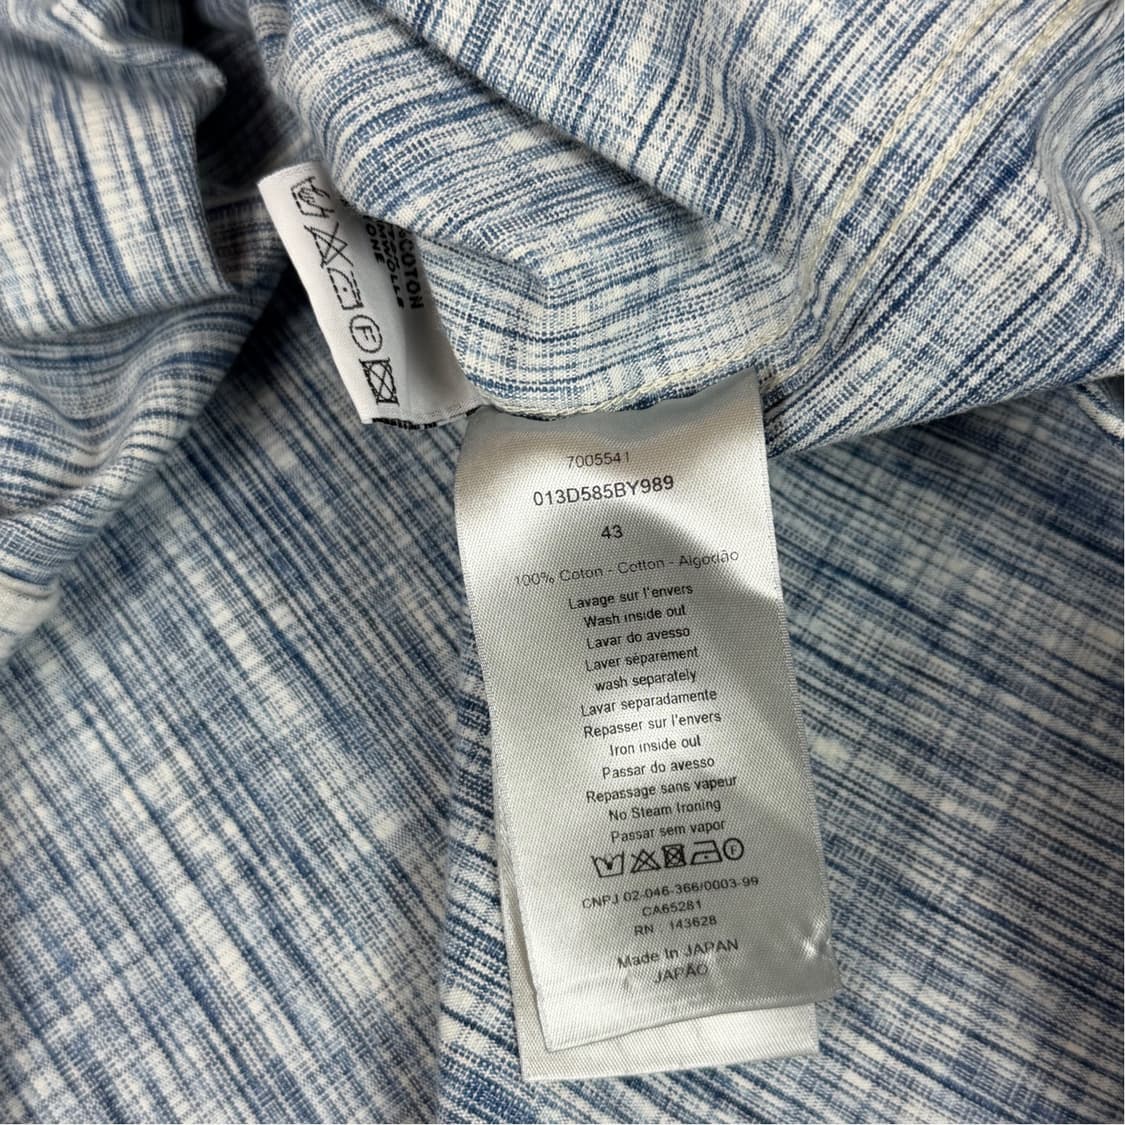 COTON
7005541
013D585BY989
43
100% Coton - Cotton - Algodão
Lavage sur l'envers
Wash inside out
Lavar do avesso
Laver séparément
wash separately
Lavar separadamente
Repasser sur l'envers
Iron inside out
Passar do avesso
Repassage sans vapeur
No Steam Ironing
Passar sem vapor
F
CNPJ 02-046-366/0003-99
CA65281
RN : 143628
Made In JAPAN
JAPÃO